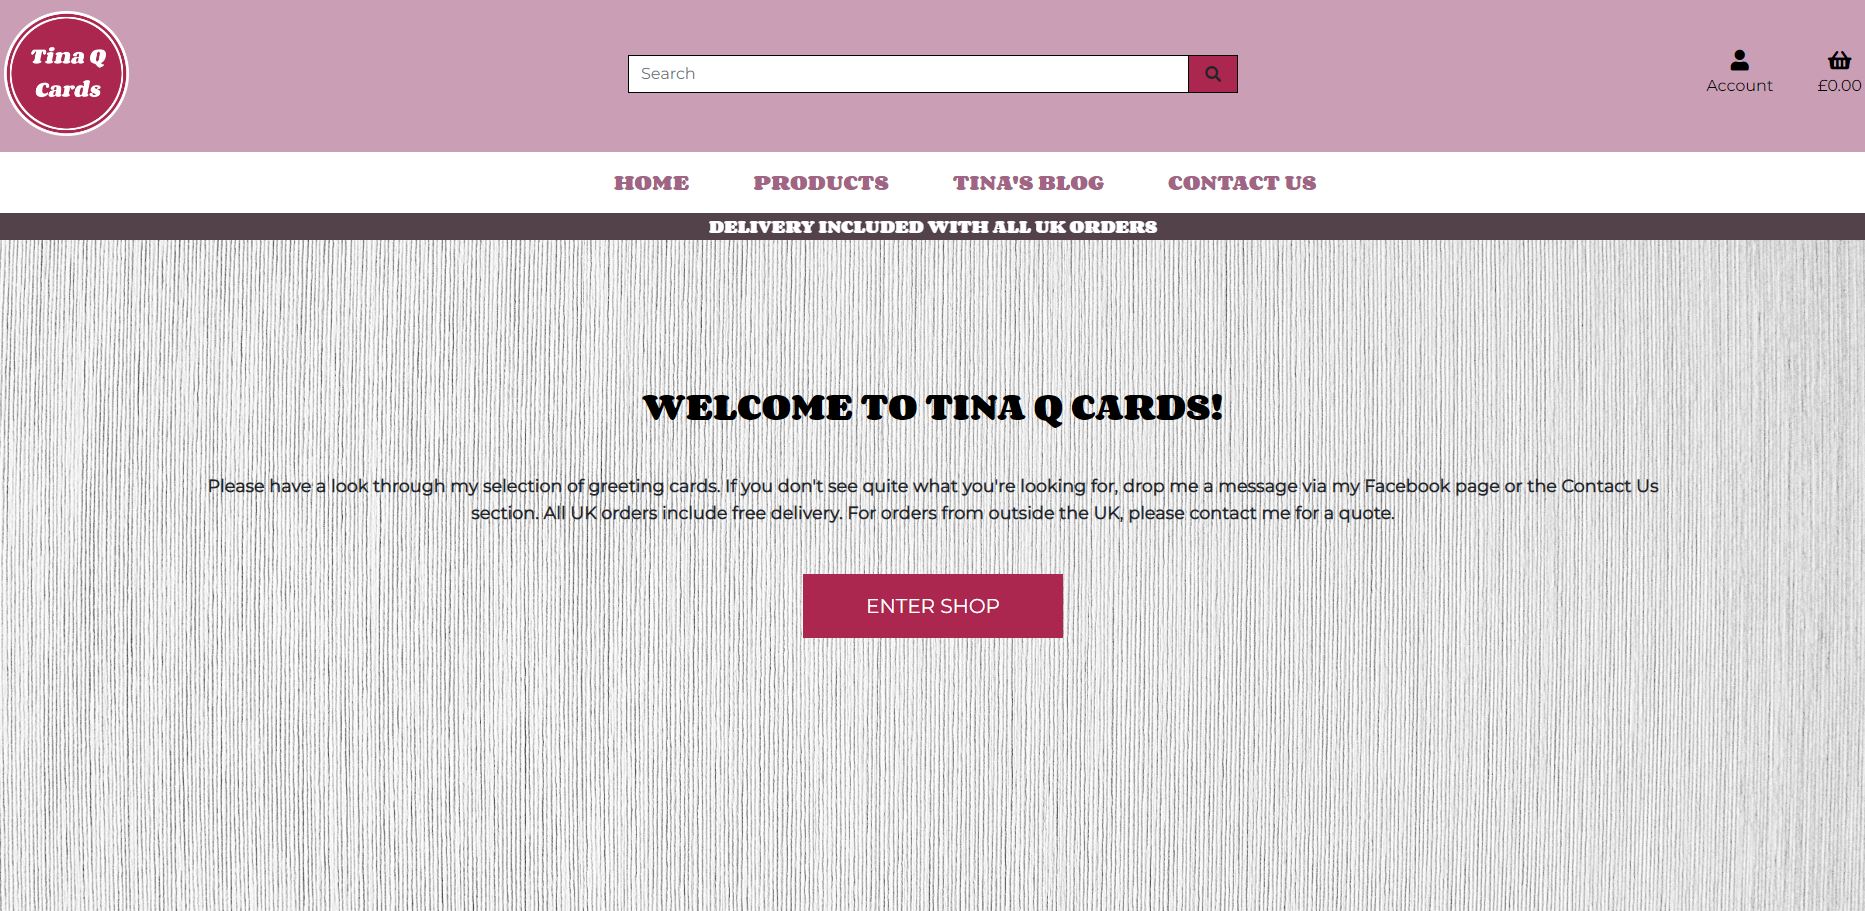 Tina Q
Cards
Search
Account
£0.00
HOME PRODUCTS TINA'S BLOG CONTACT US
DELIVERY INCLUDED WITH ALL UK ORDERS
WELCOME TO TINA Q CARDS!
Please have a look through my selection of greeting cards. If you don't see quite what you're looking for, drop me a message via my Facebook page or the Contact Us
section. All UK orders include free delivery. For orders from outside the UK, please contact me for a quote.
ENTER SHOP